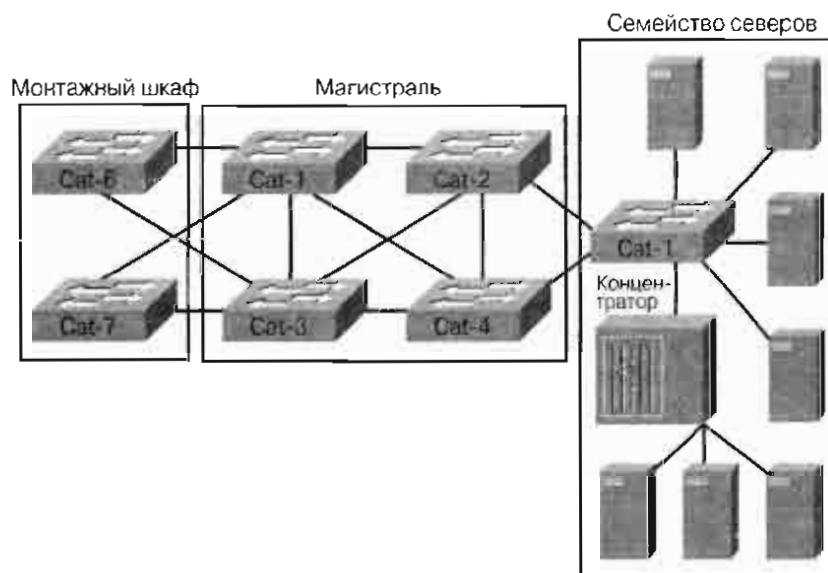 Семейство северов
Монтажный шкаф
Магистраль
Cat-6
Cat-1
Cat-2
Cat-1
Концен-
тратор
Cat-7
Cat-3
Cat-4